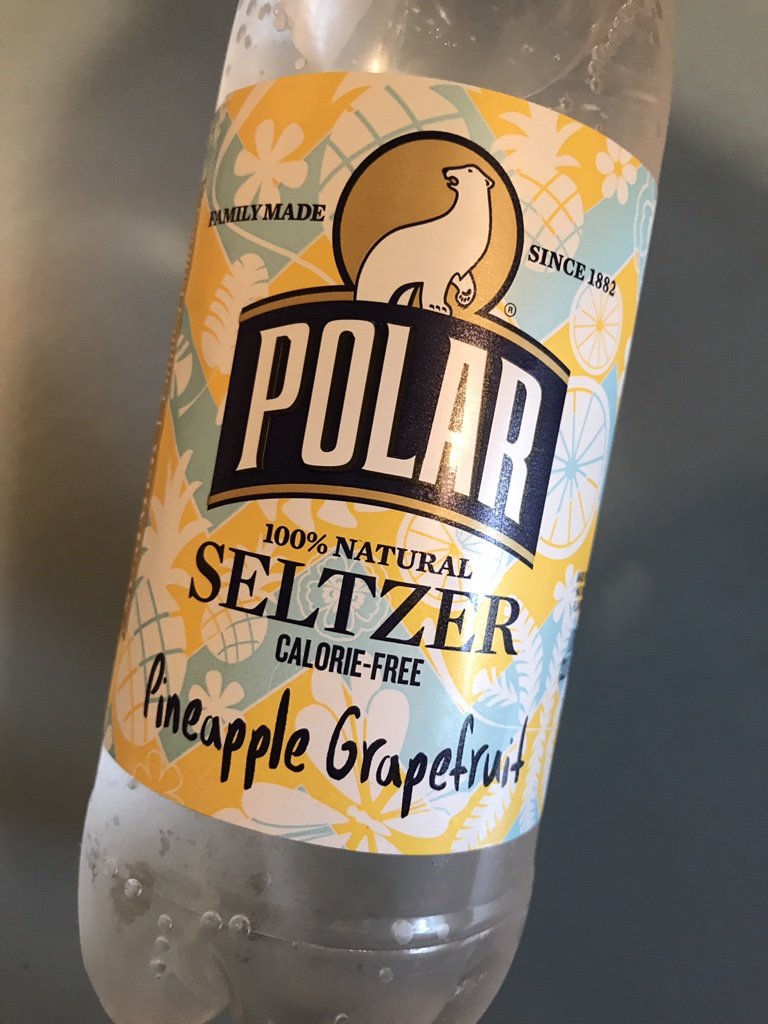 FAMILY MADE
SINCE 1882
®
POLAR
100% NATURAL
SELTZER
CALORIE-FREE
Pineapple Grapefruit